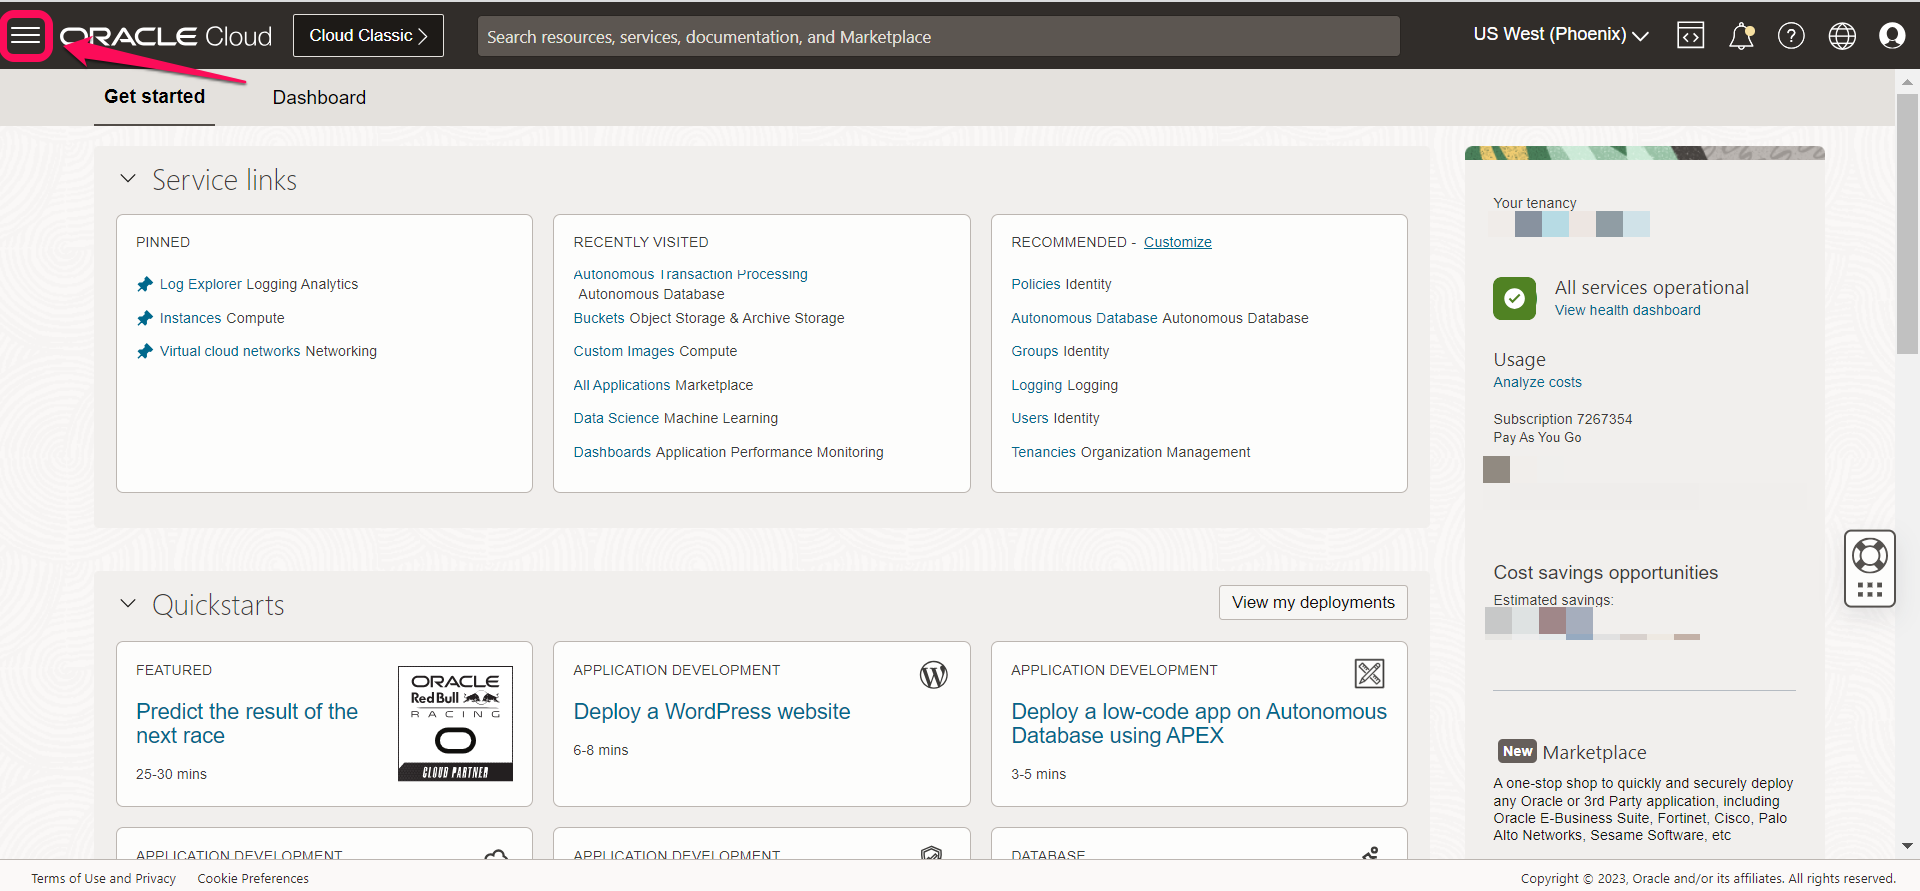 ORACLE Cloud
Cloud Classic
Search resources, services, documentation, and Marketplace
US West (Phoenix)
Get started
Dashboard
Service links
PINNED
Log Explorer Logging Analytics
Instances Compute
Virtual cloud networks Networking
RECENTLY VISITED
Autonomous Transaction Processing
Autonomous Database
Buckets Object Storage & Archive Storage
Custom Images Compute
All Applications Marketplace
Data Science Machine Learning
Dashboards Application Performance Monitoring
RECOMMENDED - Customize
Policies Identity
Autonomous Database Autonomous Database
Groups Identity
Logging Logging
Users Identity
Tenancies Organization Management
Your tenancy
All services operational
View health dashboard
Usage
Analyze costs
Subscription 7267354
Pay As You Go
Cost savings opportunities
Estimated savings:
Quickstarts
View my deployments
FEATURED
Predict the result of the
next race
25-30 mins
ORACLE
Red Bull
RACING
CLOUD PARTNER
APPLICATION DEVELOPMENT
Deploy a WordPress website
6-8 mins
APPLICATION DEVELOPMENT
Deploy a low-code app on Autonomous
Database using APEX
3-5 mins
New Marketplace
A one-stop shop to quickly and securely deploy
any Oracle or 3rd Party application, including
Oracle E-Business Suite, Fortinet, Cisco, Palo
Alto Networks, Sesame Software, etc
APPLICATION DEVELOPMENT
APPLICATION DEVELOPMENT
DATABASE
Terms of Use and Privacy
Cookie Preferences
Copyright © 2023, Oracle and/or its affiliates. All rights reserved.